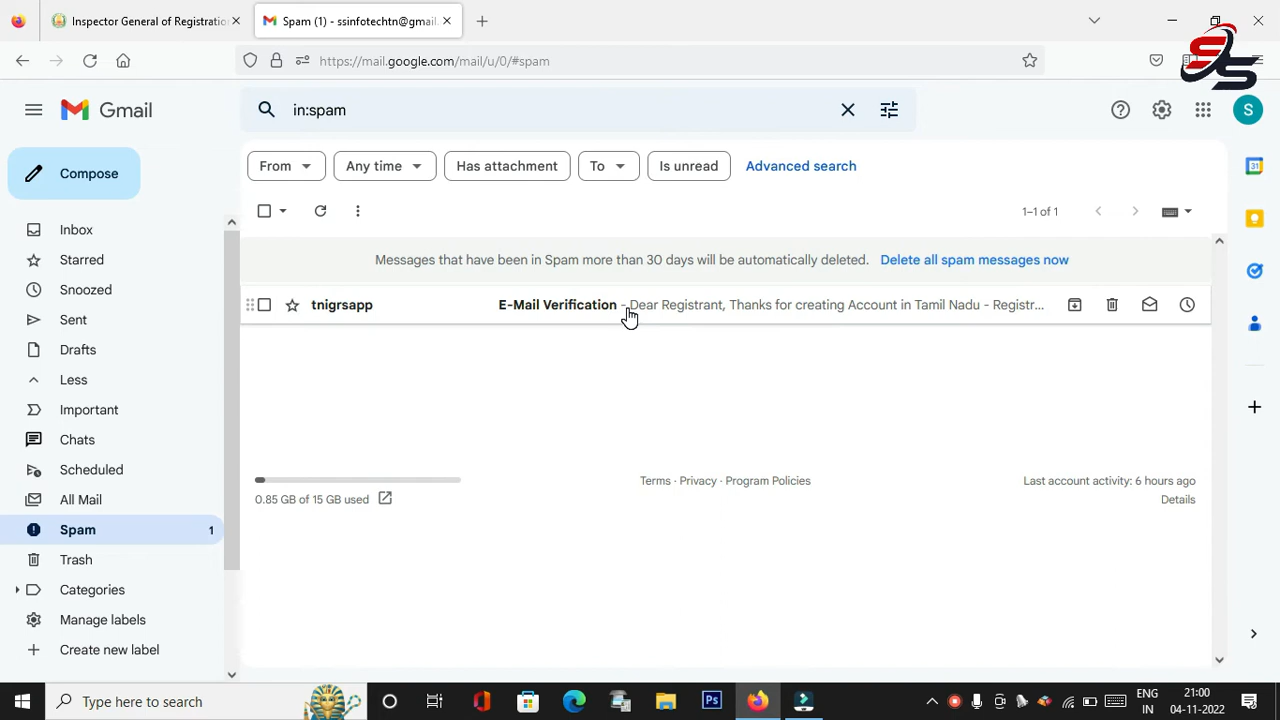 Inspector General of Registration
Spam (1) - ssinfotechtn@gmail.
https://mail.google.com/mail/u/0/#spam
SS
Gmail
in:spam
S
Compose
From
Any time
Has attachment
To
Is unread
Advanced search
31
Inbox
1–1 of 1
Starred
Messages that have been in Spam more than 30 days will be automatically deleted. Delete all spam messages now
Snoozed
tnigrsapp E-Mail Verification - Dear Registrant, Thanks for creating Account in Tamil Nadu - Registr...
Sent
Drafts
Less
Important
Chats
Scheduled
Terms · Privacy · Program Policies
Last account activity: 6 hours ago
All Mail
0.85 GB of 15 GB used
Details
Spam 1
Trash
Categories
Manage labels
Create new label
Type here to search
Ps
ENG
IN
21:00
04-11-2022